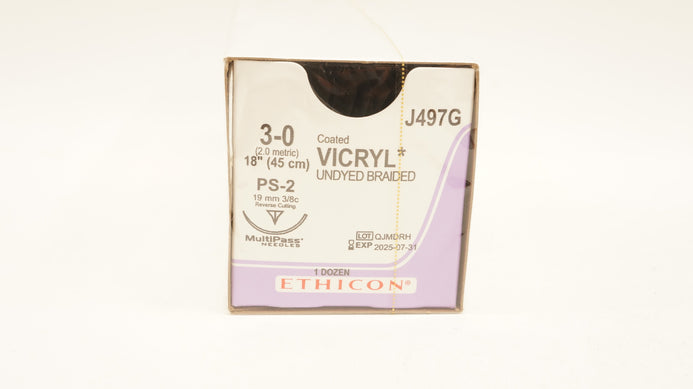 J497G
3-0
(2.0 metric)
18" (45 cm)
Coated
VICRYL*
UNDYED BRAIDED
PS-2
19 mm 3/8c
Reverse Cutting
MultiPass*
NEEDLES
LOT QJMDRH
EXP 2025-07-31
1 DOZEN
ETHICON®